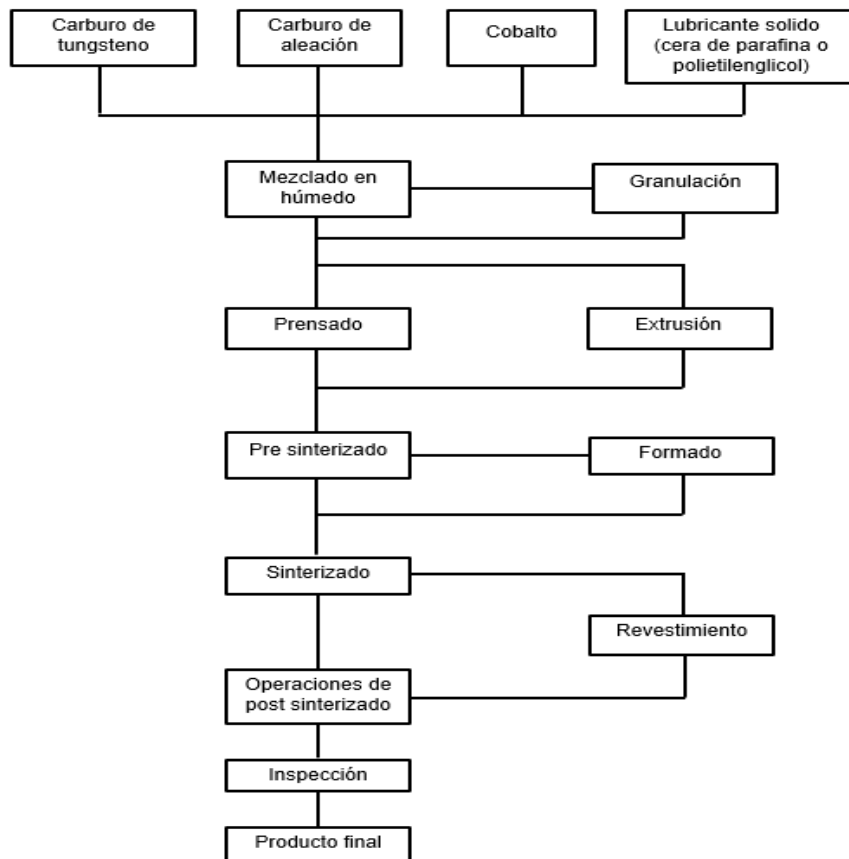 Carburo de
tungsteno
Carburo de
aleación
Cobalto
Lubricante solido
(cera de parafina o
polietilenglicol)
Mezclado en
húmedo
Granulación
Prensado
Extrusión
Pre sinterizado
Formado
Sinterizado
Revestimiento
Operaciones de
post sinterizado
Inspección
Producto final